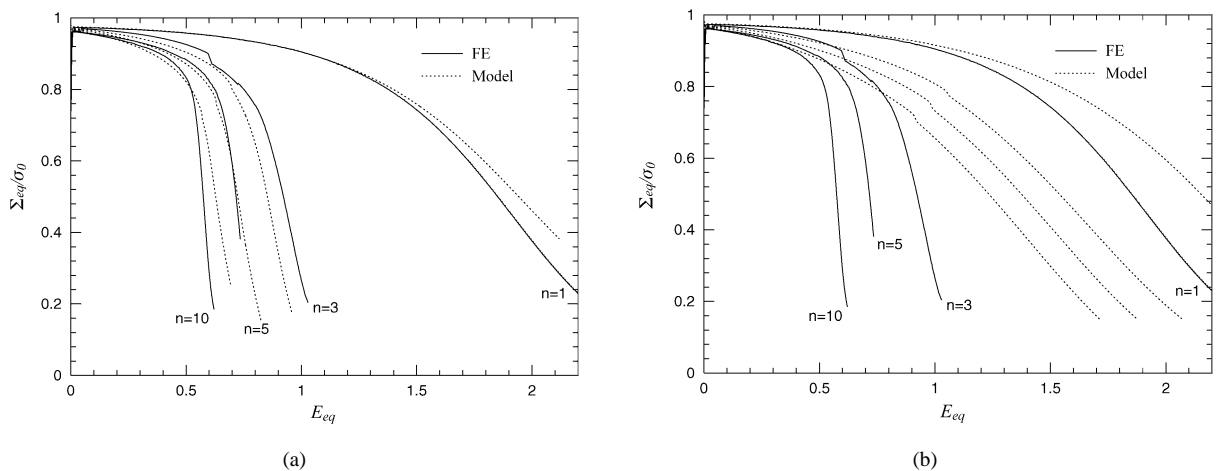 1
0.8
0.6
0.4
0.2
0
0
0.5
1
1.5
2
Σeq/σ0
Eeq
FE
Model
n=10
n=5
n=3
n=1
(a)
1
0.8
0.6
0.4
0.2
0
0
0.5
1
1.5
2
Σeq/σ0
Eeq
FE
Model
n=5
n=10
n=3
n=1
(b)